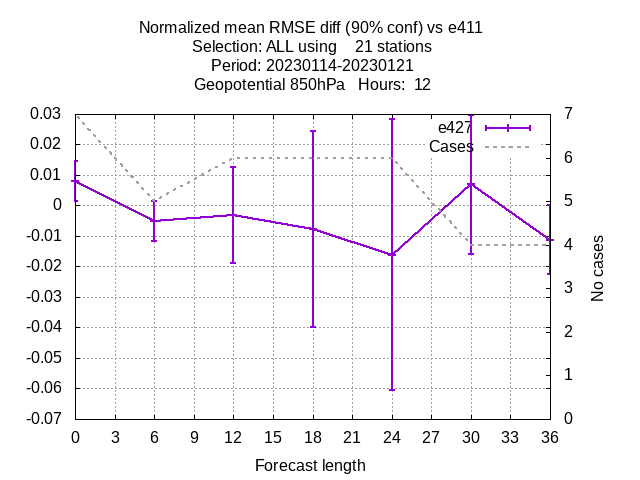 Normalized mean RMSE diff (90% conf) vs e411
Selection: ALL using    21 stations
Period: 20230114-20230121
Geopotential 850hPa   Hours:  12
0.03
0.02
0.01
0
-0.01
-0.02
-0.03
-0.04
-0.05
-0.06
-0.07
e427
Cases
7
6
5
4
3
2
1
0
No cases
0 3 6 9 12 15 18 21 24 27 30 33 36
Forecast length